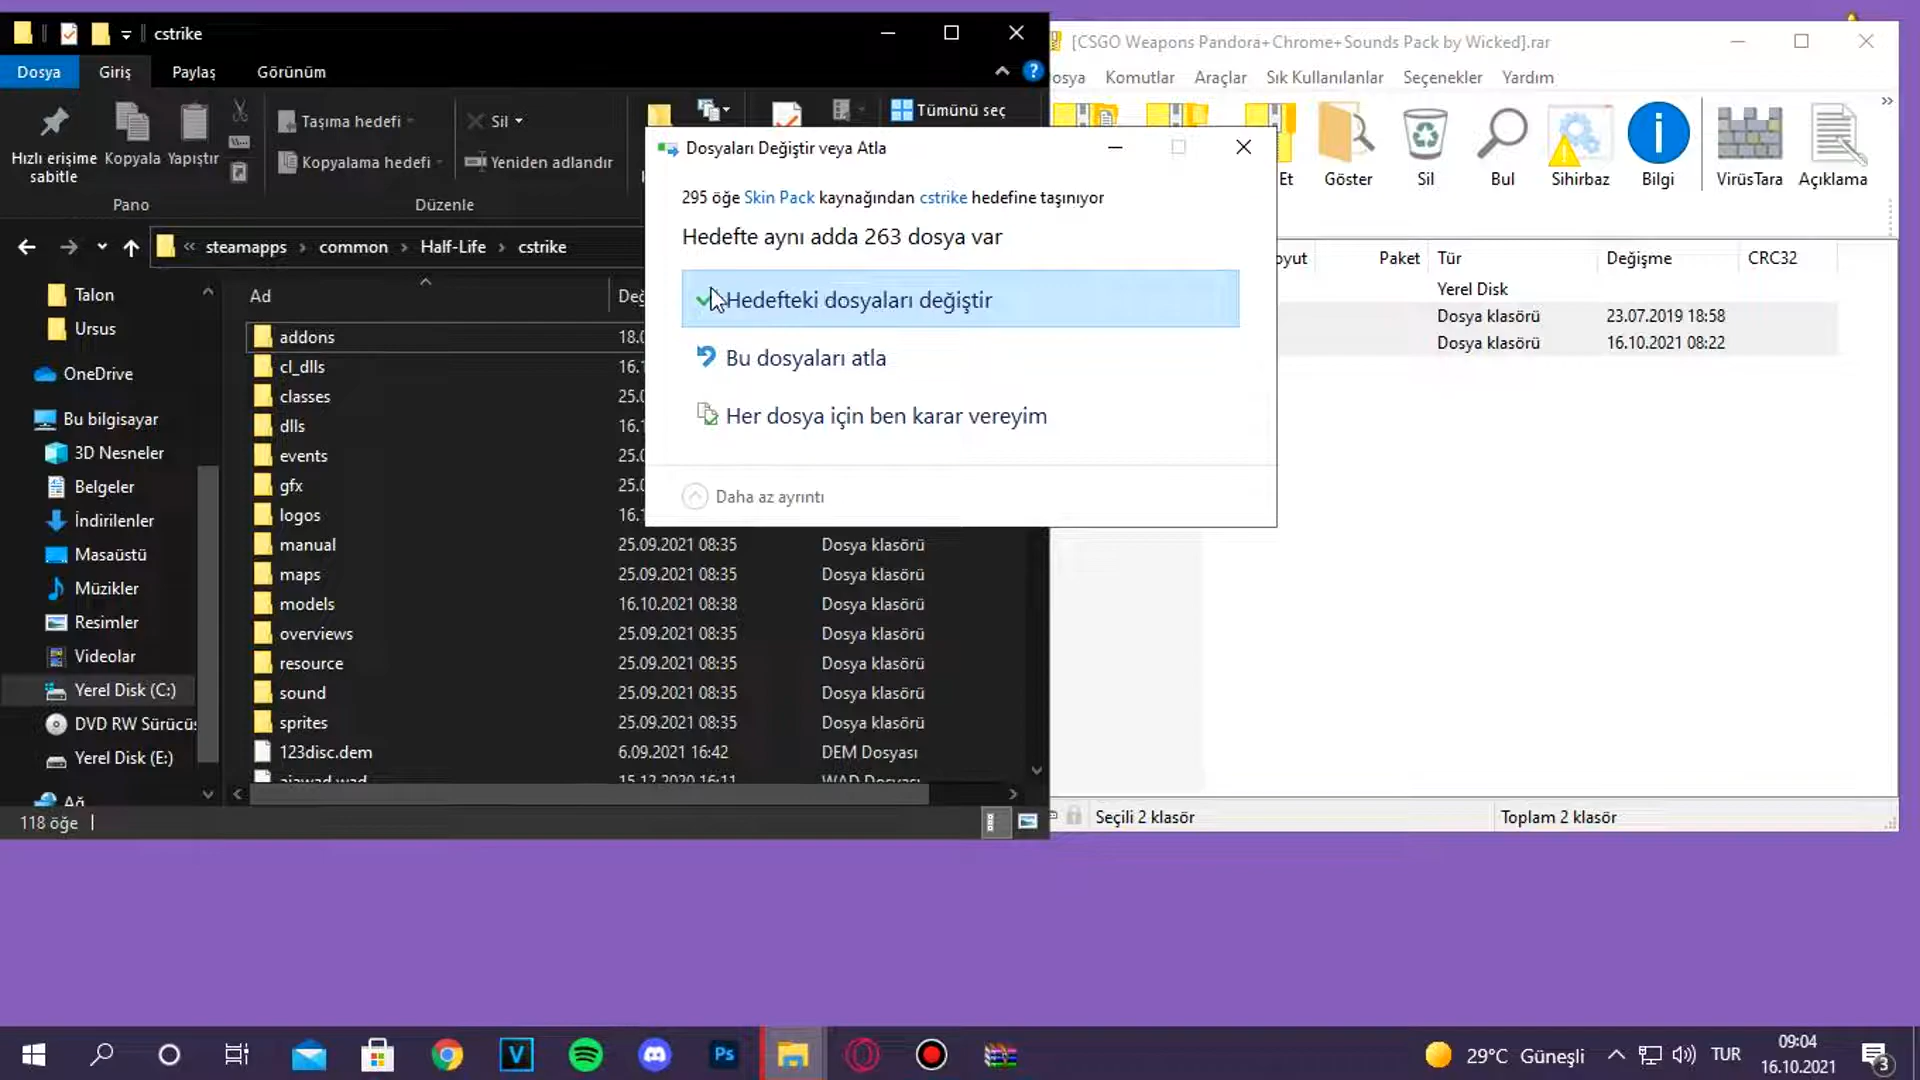 cstrike
Dosya Giriş Paylaş Görünüm
Hızlı erişime sabitle
Kopyala
Yapıştır
Taşıma hedefi
Kopyalama hedefi
Sil
Yeniden adlandır
Tümünü seç
Pano
Düzenle
« steamapps > common > Half-Life > cstrike
Talon
Ursus
OneDrive
Bu bilgisayar
3D Nesneler
Belgeler
İndirilenler
Masaüstü
Müzikler
Resimler
Videolar
Yerel Disk (C:)
DVD RW Sürücüs
Yerel Disk (E:)
Ağ
Ad
addons
cl_dlls
classes
dlls
events
gfx
logos
manual 25.09.2021 08:35 Dosya klasörü
maps 25.09.2021 08:35 Dosya klasörü
models 16.10.2021 08:38 Dosya klasörü
overviews 25.09.2021 08:35 Dosya klasörü
resource 25.09.2021 08:35 Dosya klasörü
sound 25.09.2021 08:35 Dosya klasörü
sprites 25.09.2021 08:35 Dosya klasörü
123disc.dem 6.09.2021 16:42 DEM Dosyası
118 öğe
Dosyaları Değiştir veya Atla
295 öğe Skin Pack kaynağından cstrike hedefine taşınıyor
Hedefte aynı adda 263 dosya var
Hedefteki dosyaları değiştir
Bu dosyaları atla
Her dosya için ben karar vereyim
Daha az ayrıntı
[CSGO Weapons Pandora+Chrome+Sounds Pack by Wicked].rar
osya Komutlar Araçlar Sık Kullanılanlar Seçenekler Yardım
Et Göster Sil Bul Sihirbaz Bilgi VirüsTara Açıklama
oyut Paket Tür Değişme CRC32
Yerel Disk
Dosya klasörü 23.07.2019 18:58
Dosya klasörü 16.10.2021 08:22
Seçili 2 klasör
Toplam 2 klasör
29°C Güneşli
TUR
09:04
16.10.2021
3